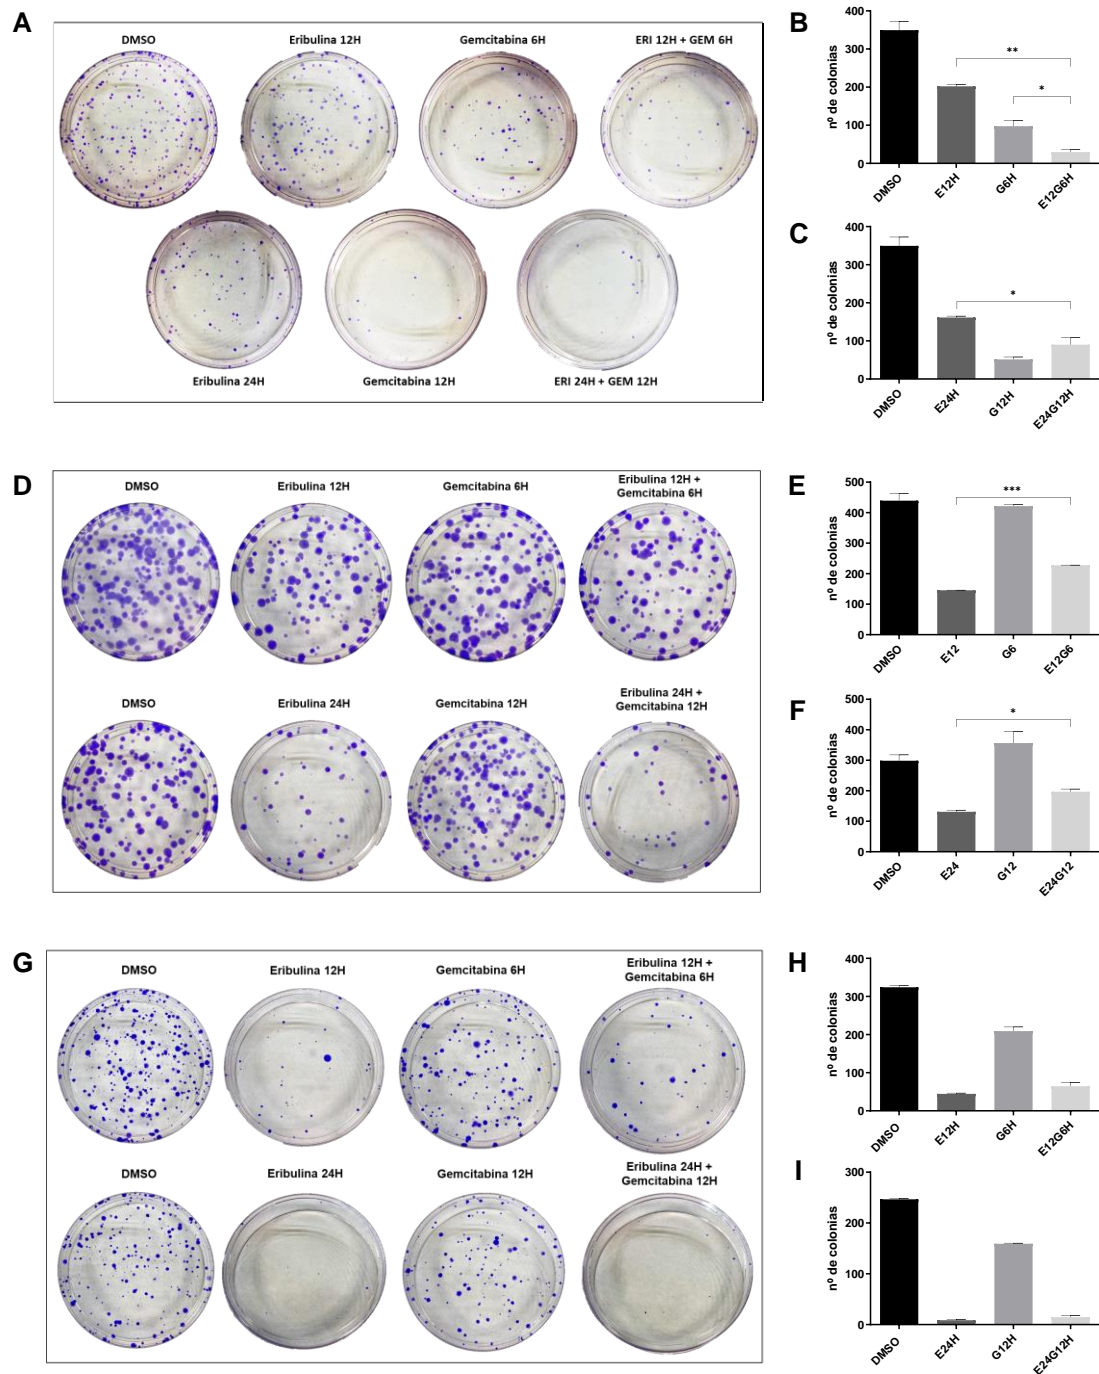 A
DMSO
Eribulina 12H
Gemcitabina 6H
ERI 12H + GEM 6H
Eribulina 24H
Gemcitabina 12H
ERI 24H + GEM 12H
B
nº de colonias
400
300
200
100
0
**
*
DMSO
E12H
G6H
E12G6H
C
nº de colonias
400
300
200
100
0
*
DMSO
E24H
G12H
E24G12H
D
DMSO
Eribulina 12H
Gemcitabina 6H
Eribulina 12H +
Gemcitabina 6H
DMSO
Eribulina 24H
Gemcitabina 12H
Eribulina 24H +
Gemcitabina 12H
E
nº de colonias
500
400
300
200
100
0
***
DMSO
E12
G6
E12G6
F
nº de colonias
500
400
300
200
100
0
*
DMSO
E24
G12
E24G12
G
DMSO
Eribulina 12H
Gemcitabina 6H
Eribulina 12H +
Gemcitabina 6H
DMSO
Eribulina 24H
Gemcitabina 12H
Eribulina 24H +
Gemcitabina 12H
H
nº de colonias
400
300
200
100
0
DMSO
E12H
G6H
E12G6H
I
nº de colonias
300
200
100
0
DMSO
E24H
G12H
E24G12H